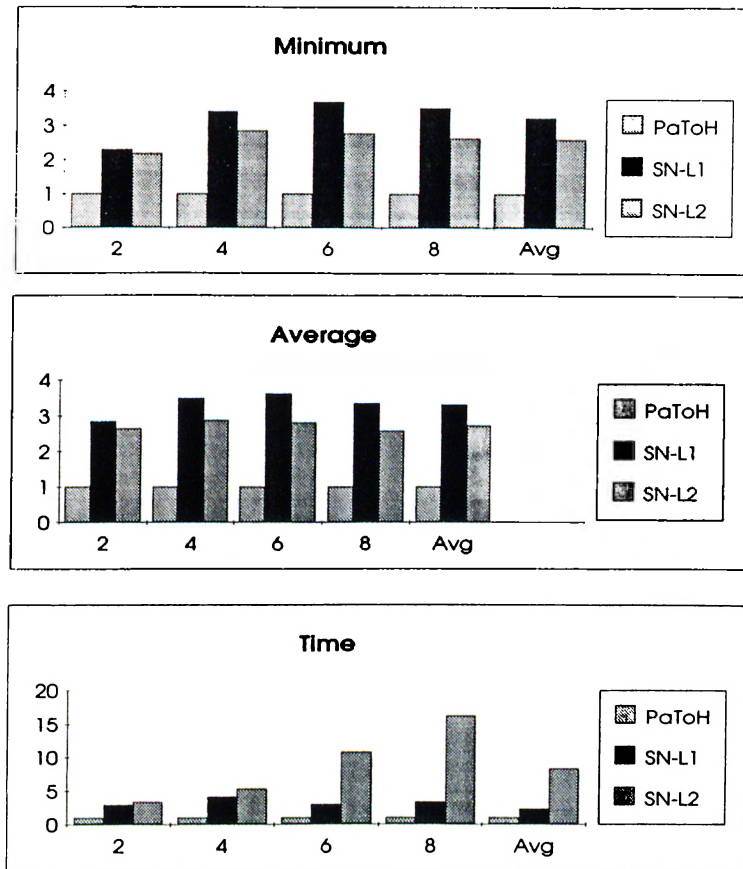 Minimum
4
3
2
1
0
2 4 6 8 Avg
PaToH
SN-L1
SN-L2
Average
4
3
2
1
0
2 4 6 8 Avg
PaToH
SN-L1
SN-L2
Time
20
15
10
5
0
2 4 6 8 Avg
PaToH
SN-L1
SN-L2